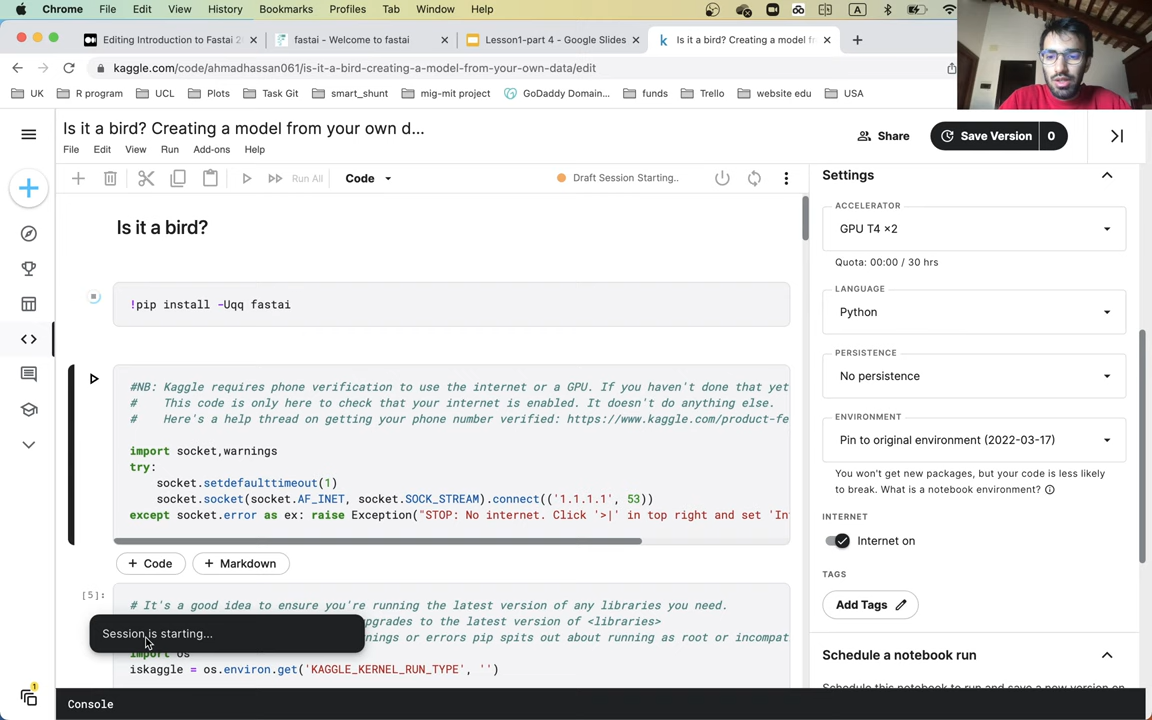 Chrome File Edit View History Bookmarks Profiles Tab Window Help
A
Editing Introduction to Fastai 2
fastai - Welcome to fastai
Lesson1-part 4 - Google Slides
Is it a bird? Creating a model fr
kaggle.com/code/ahmadhassan061/is-it-a-bird-creating-a-model-from-your-own-data/edit
UK R program UCL Plots Task Git smart_shunt mig-mit project GoDaddy Domain... funds Trello website edu USA
Is it a bird? Creating a model from your own d...
Share
Save Version 0
File Edit View Run Add-ons Help
Run All
Code
Draft Session Starting..
Is it a bird?
!pip install -Uqq fastai
#NB: Kaggle requires phone verification to use the internet or a GPU. If you haven't done that yet
# This code is only here to check that your internet is enabled. It doesn't do anything else.
# Here's a help thread on getting your phone number verified: https://www.kaggle.com/product-fe
import socket,warnings
try:
socket.setdefaulttimeout(1)
socket.socket(socket.AF_INET, socket.SOCK_STREAM).connect(('1.1.1.1', 53))
except socket.error as ex: raise Exception("STOP: No internet. Click '>|' in top right and set 'In
+ Code
+ Markdown
[5]:
# It's a good idea to ensure you're running the latest version of any libraries you need.
pgrades to the latest version of <libraries>
nings or errors pip spits out about running as root or incompat
Session is starting...
import os
iskaggle = os.environ.get('KAGGLE_KERNEL_RUN_TYPE', '')
Console
1
Settings
ACCELERATOR
GPU T4 ×2
Quota: 00:00 / 30 hrs
LANGUAGE
Python
PERSISTENCE
No persistence
ENVIRONMENT
Pin to original environment (2022-03-17)
You won't get new packages, but your code is less likely
to break. What is a notebook environment?
INTERNET
Internet on
TAGS
Add Tags
Schedule a notebook run
Schedule this notebook to run and save a new version on